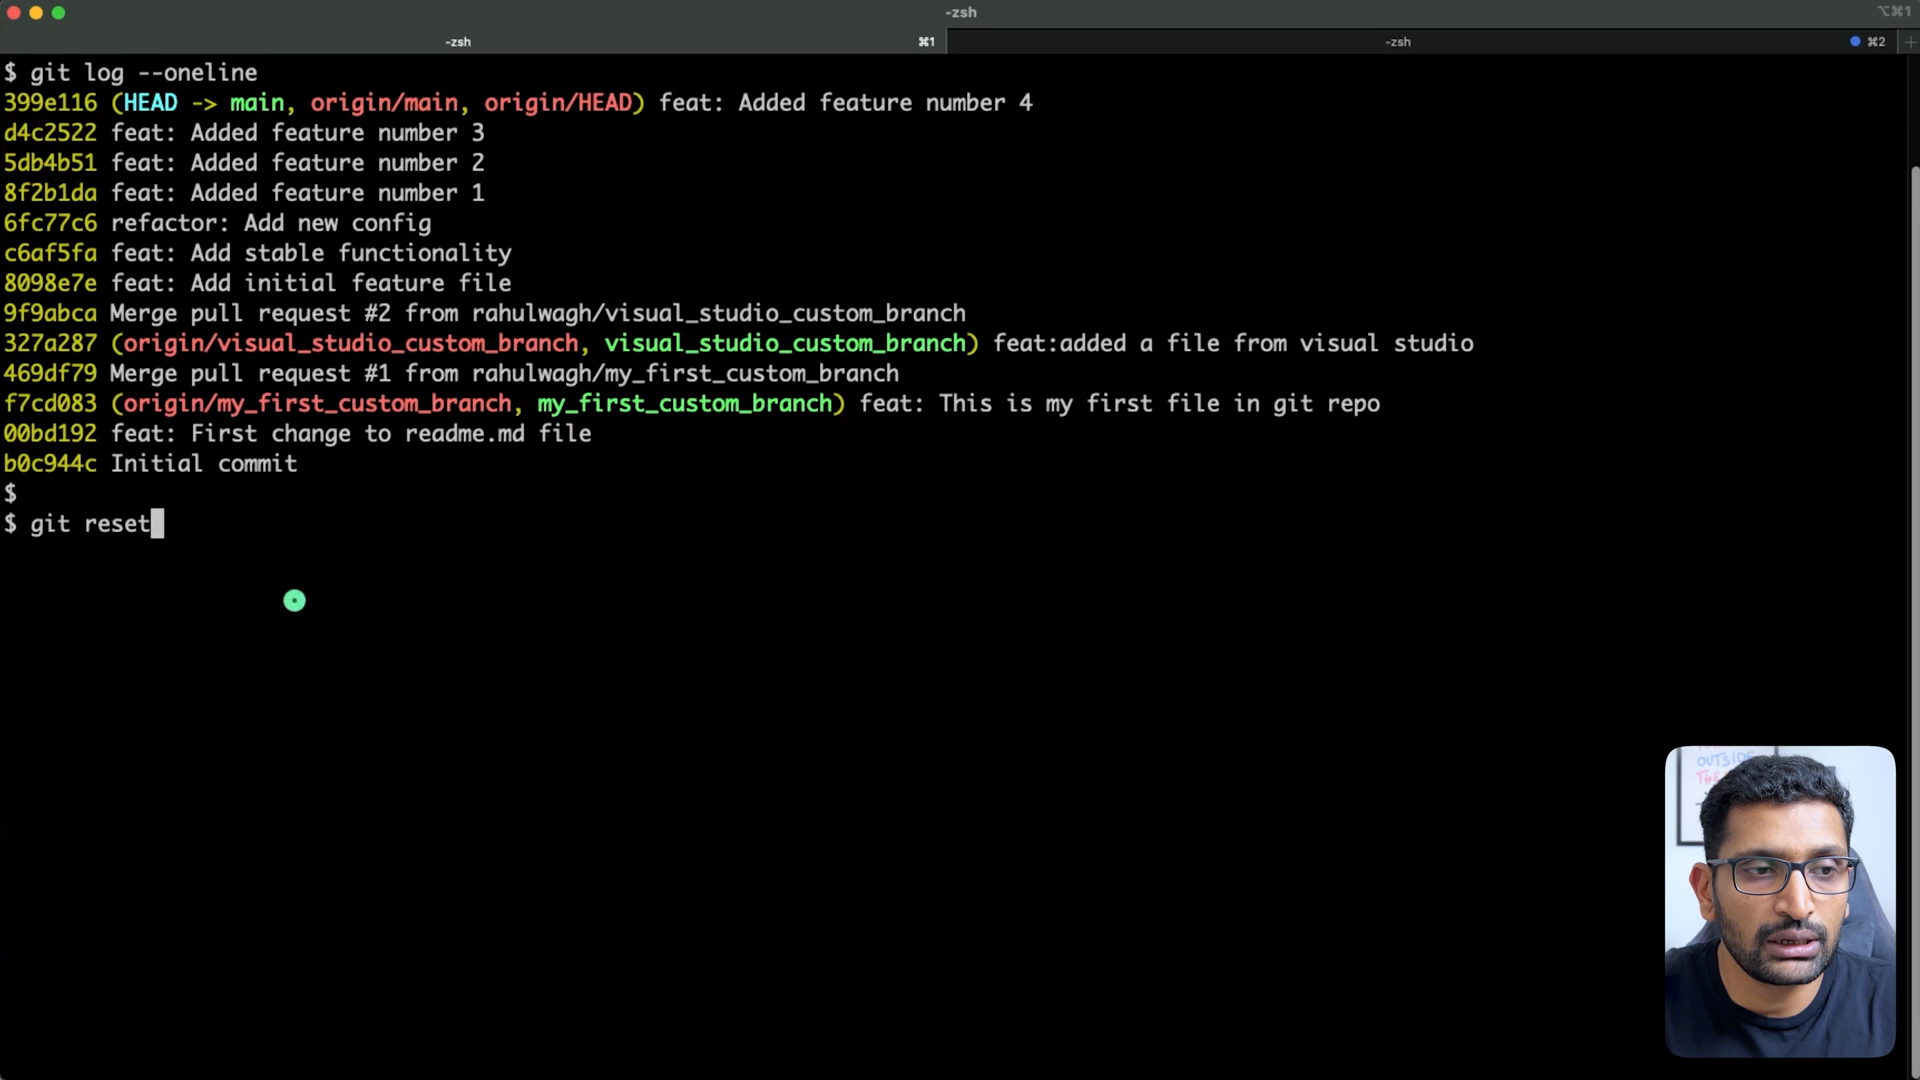 -zsh
⌥⌘1
-zsh
⌘1
-zsh
⌘2
$ git log --oneline
399e116 (HEAD -> main, origin/main, origin/HEAD) feat: Added feature number 4
d4c2522 feat: Added feature number 3
5db4b51 feat: Added feature number 2
8f2b1da feat: Added feature number 1
6fc77c6 refactor: Add new config
c6af5fa feat: Add stable functionality
8098e7e feat: Add initial feature file
9f9abca Merge pull request #2 from rahulwagh/visual_studio_custom_branch
327a287 (origin/visual_studio_custom_branch, visual_studio_custom_branch) feat:added a file from visual studio
469df79 Merge pull request #1 from rahulwagh/my_first_custom_branch
f7cd083 (origin/my_first_custom_branch, my_first_custom_branch) feat: This is my first file in git repo
00bd192 feat: First change to readme.md file
b0c944c Initial commit
$
$ git reset
OUTSIDE
THE